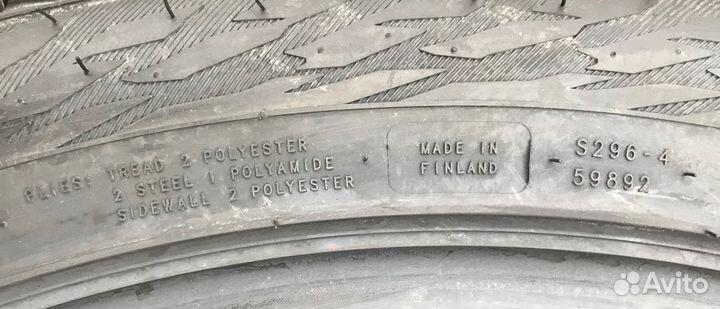 PLIES: TREAD 2 POLYESTER
2 STEEL 1 POLYAMIDE
SIDEWALL 2 POLYESTER
MADE IN
FINLAND
S296-4
59892
Avito